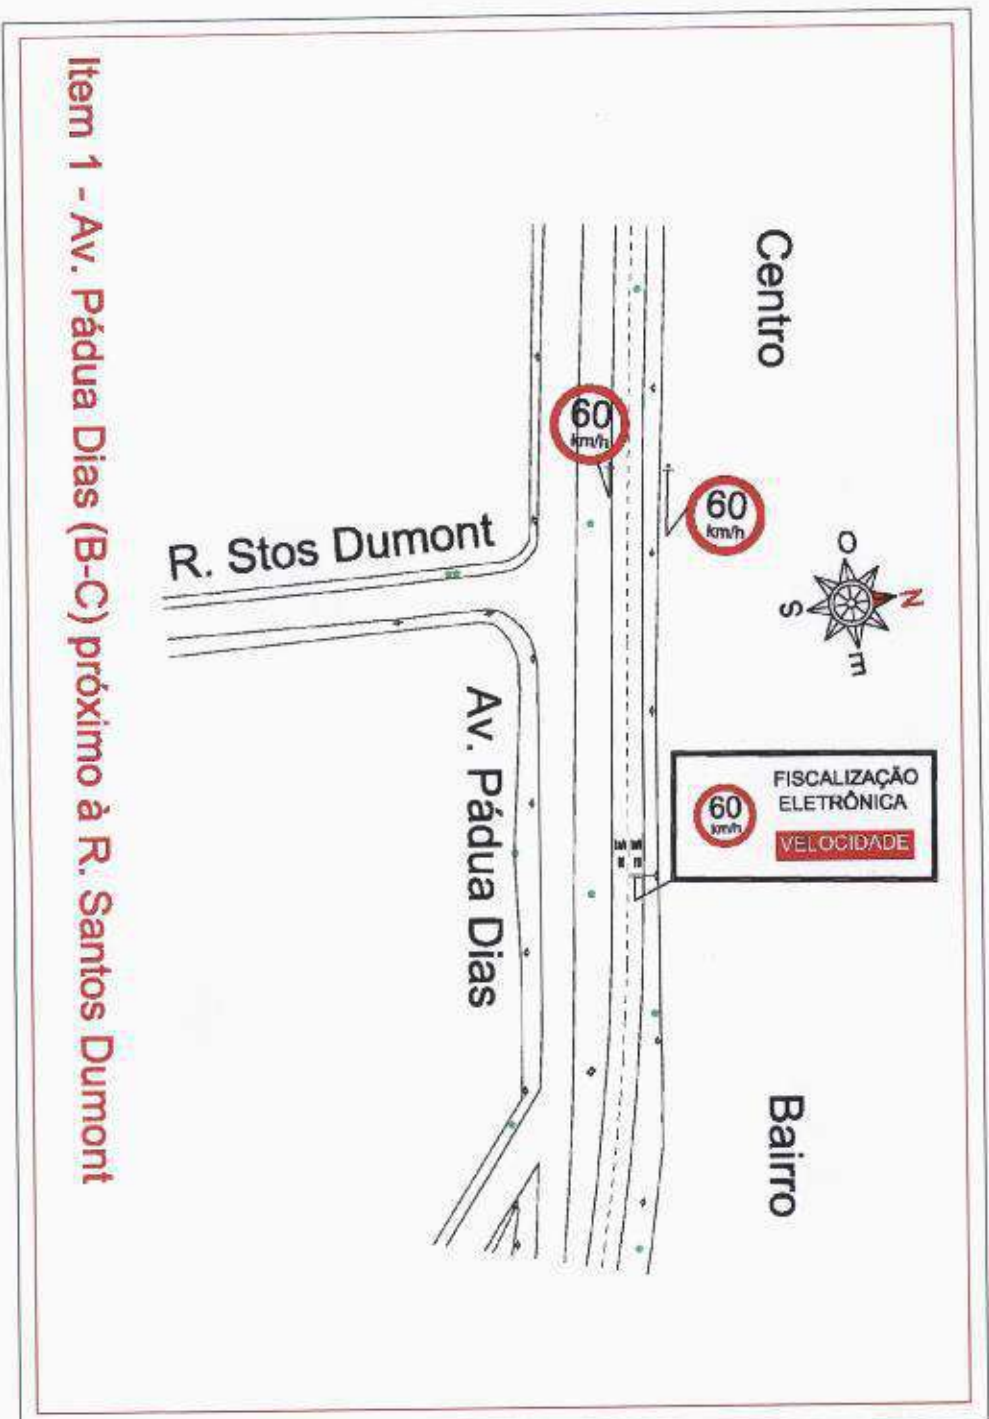 Centro
60
km/h
60
km/h
O
N
S
E
R. Stos Dumont
Av. Pádua Dias
60
km/h
FISCALIZAÇÃO
ELETRÔNICA
VELOCIDADE
Bairro
Item 1 - Av. Pádua Dias (B-C) próximo à R. Santos Dumont